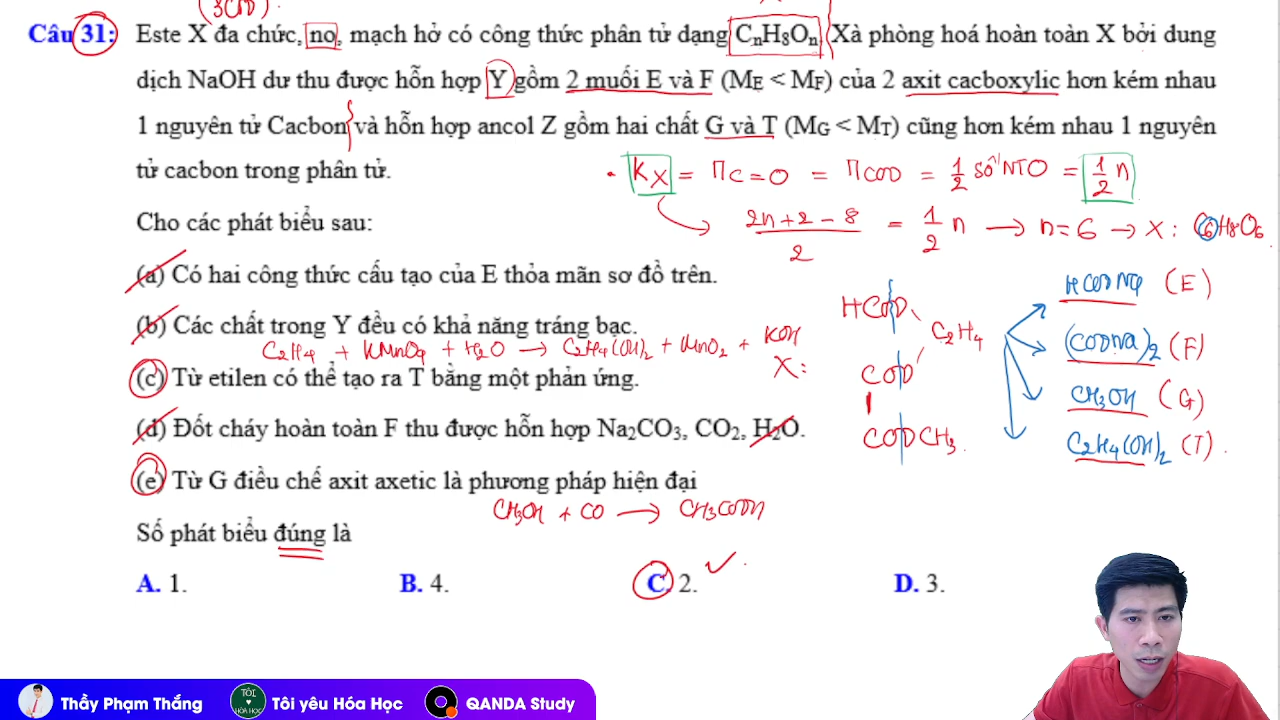 (3COO).
Câu 31: Este X đa chức, no, mạch hở có công thức phân tử dạng CnH8On. Xà phòng hoá hoàn toàn X bởi dung
dịch NaOH dư thu được hỗn hợp Y gồm 2 muối E và F (ME < MF) của 2 axit cacboxylic hơn kém nhau
1 nguyên tử Cacbon và hỗn hợp ancol Z gồm hai chất G và T (MG < MT) cũng hơn kém nhau 1 nguyên
tử cacbon trong phân tử.
• KX = ΠC=O = ΠCOO = 1/2 số NTO = 1/2 n
Cho các phát biểu sau:
(2n+2-8)/2 = 1/2 n → n=6 → X: C6H8O6
(a) Có hai công thức cấu tạo của E thỏa mãn sơ đồ trên.
HCOONa (E)
HCOO
C2H4
(b) Các chất trong Y đều có khả năng tráng bạc.
(COONa)2 (F)
C2H4 + KMnO4 + H2O → C2H4(OH)2 + MnO2 + KOH
X:
COO
(c) Từ etilen có thể tạo ra T bằng một phản ứng.
CH3OH (G)
(d) Đốt cháy hoàn toàn F thu được hỗn hợp Na2CO3, CO2, H2O.
COOCH3
C2H4(OH)2 (T)
(e) Từ G điều chế axit axetic là phương pháp hiện đại
CH3OH + CO → CH3COOH
Số phát biểu đúng là
A. 1. B. 4. C. 2. D. 3.
Thầy Phạm Thắng TÔI YÊU HÓA HỌC Tôi yêu Hóa Học QANDA Study